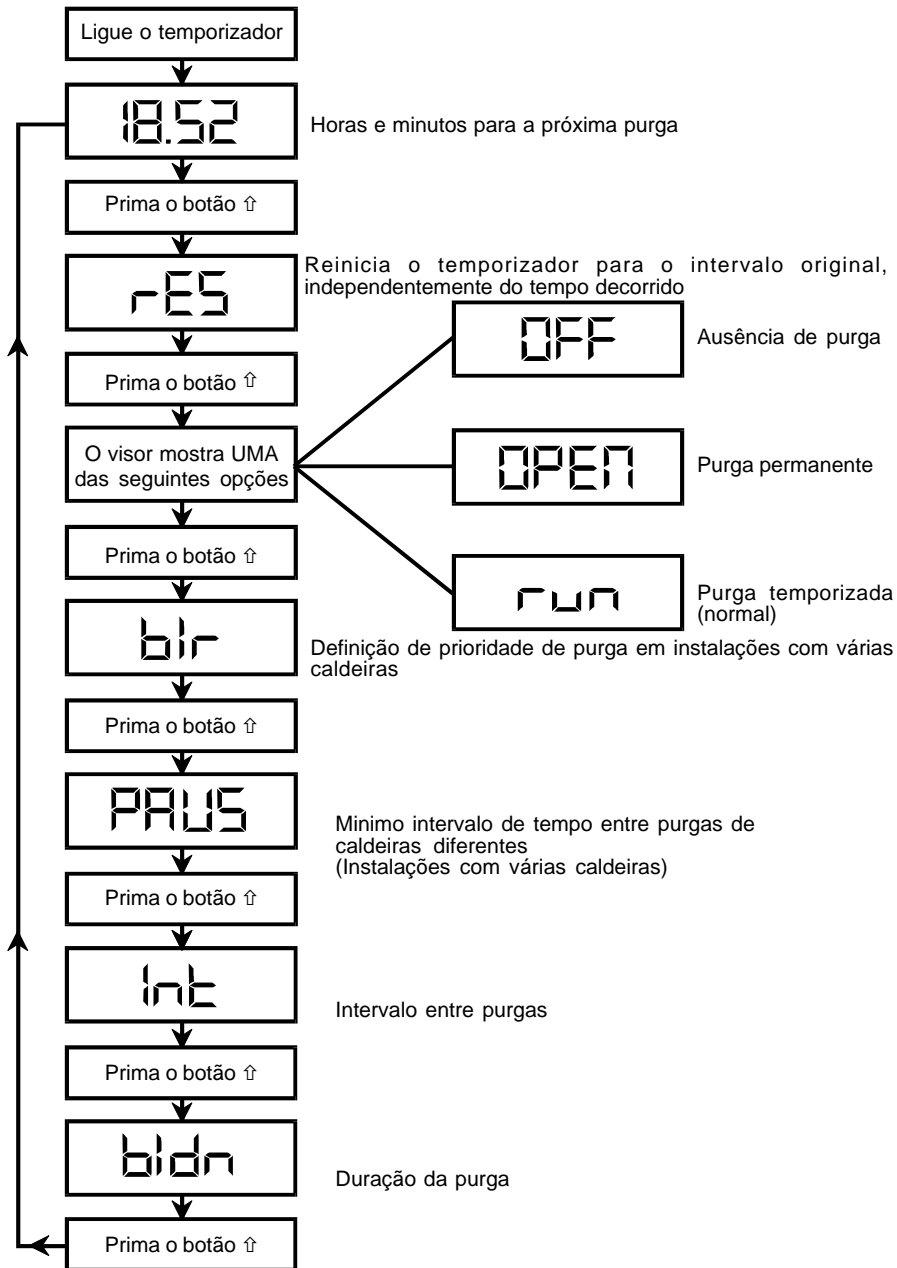 Ligue o temporizador
18.52
Horas e minutos para a próxima purga
Prima o botão ⇧
rES
Reinicia o temporizador para o intervalo original,
independentemente do tempo decorrido
Prima o botão ⇧
O visor mostra UMA
das seguintes opções
OFF
Ausência de purga
OPEN
Purga permanente
run
Purga temporizada
(normal)
Prima o botão ⇧
blr
Definição de prioridade de purga em instalações com várias
caldeiras
Prima o botão ⇧
PAUS
Minimo intervalo de tempo entre purgas de
caldeiras diferentes
(Instalações com várias caldeiras)
Prima o botão ⇧
Int
Intervalo entre purgas
Prima o botão ⇧
bldn
Duração da purga
Prima o botão ⇧